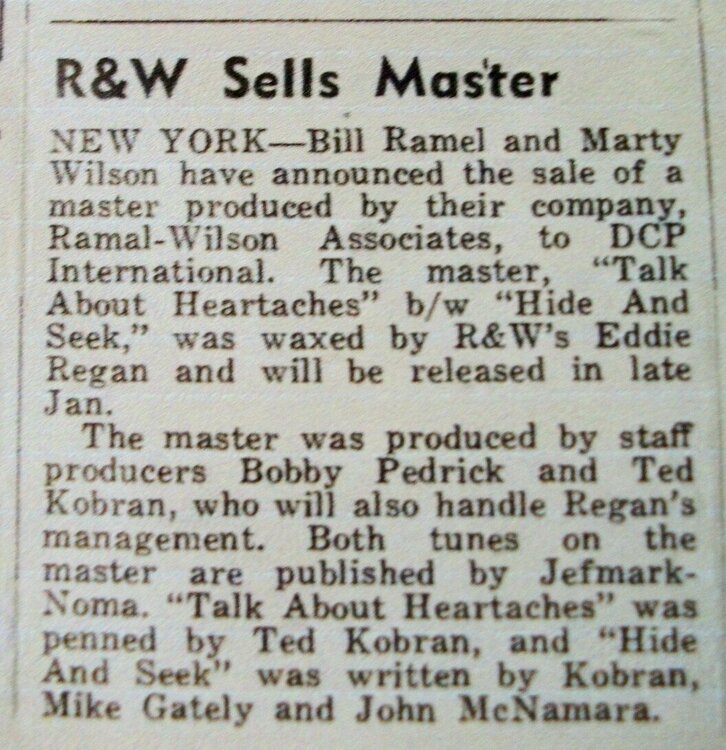 R&W Sells Master
NEW YORK—Bill Ramel and Marty
Wilson have announced the sale of a
master produced by their company,
Ramal-Wilson Associates, to DCP
International. The master, “Talk
About Heartaches” b/w “Hide And
Seek,” was waxed by R&W's Eddie
Regan and will be released in late
Jan.
The master was produced by staff
producers Bobby Pedrick and Ted
Kobran, who will also handle Regan's
management. Both tunes on the
master are published by Jefmark-
Noma. “Talk About Heartaches” was
penned by Ted Kobran, and “Hide
And Seek” was written by Kobran,
Mike Gately and John McNamara.